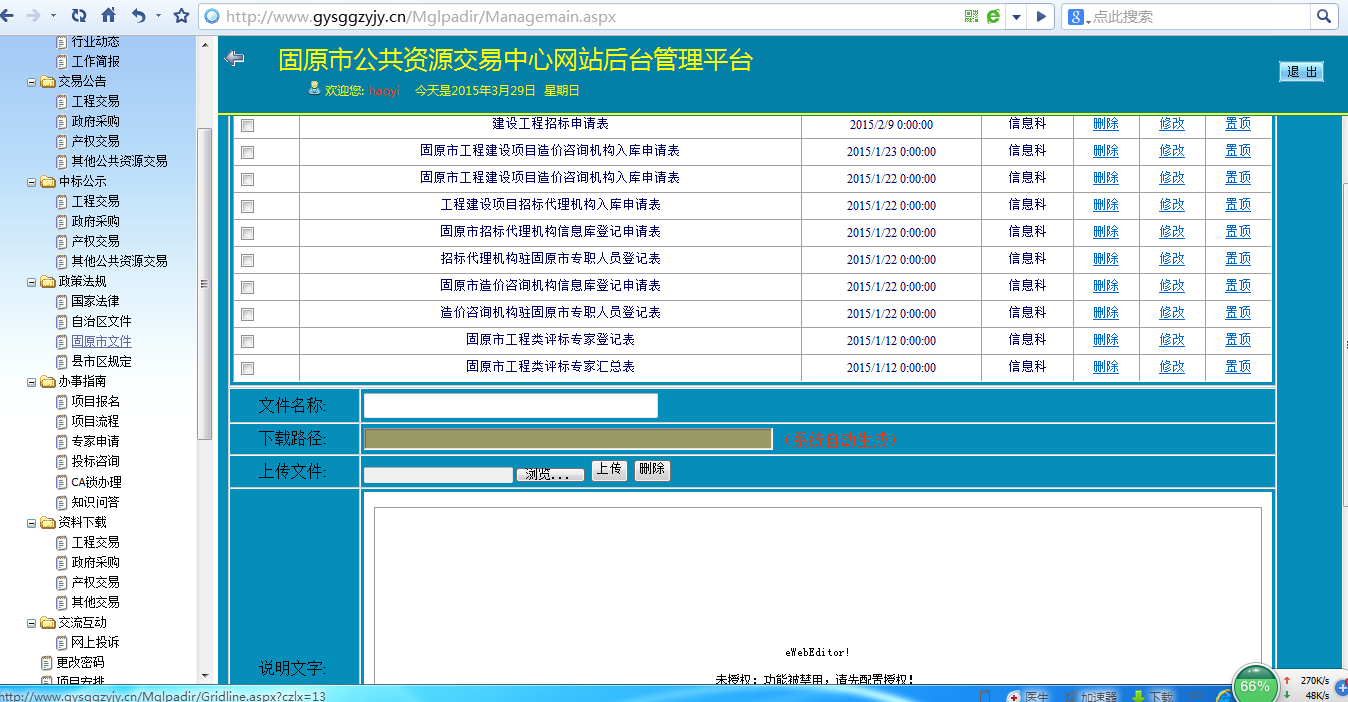 http://www.gysggzyjy.cn/Mglpadir/Managemain.aspx
点此搜索
行业动态
工作简报
交易公告
工程交易
政府采购
产权交易
其他公共资源交易
中标公示
工程交易
政府采购
产权交易
其他公共资源交易
政策法规
国家法律
自治区文件
固原市文件
县市区规定
办事指南
项目报名
项目流程
专家申请
投标咨询
CA锁办理
知识问答
资料下载
工程交易
政府采购
产权交易
其他交易
交流互动
网上投诉
更改密码
项目安排
固原市公共资源交易中心网站后台管理平台
欢迎您: haoyi 今天是2015年3月29日 星期日
退 出
建设工程招标申请表 2015/2/9 0:00:00 信息科 删除 修改 置顶
固原市工程建设项目造价咨询机构入库申请表 2015/1/23 0:00:00 信息科 删除 修改 置顶
固原市工程建设项目造价咨询机构入库申请表 2015/1/22 0:00:00 信息科 删除 修改 置顶
工程建设项目招标代理机构入库申请表 2015/1/22 0:00:00 信息科 删除 修改 置顶
固原市招标代理机构信息库登记申请表 2015/1/22 0:00:00 信息科 删除 修改 置顶
招标代理机构驻固原市专职人员登记表 2015/1/22 0:00:00 信息科 删除 修改 置顶
固原市造价咨询机构信息库登记申请表 2015/1/22 0:00:00 信息科 删除 修改 置顶
造价咨询机构驻固原市专职人员登记表 2015/1/22 0:00:00 信息科 删除 修改 置顶
固原市工程类评标专家登记表 2015/1/12 0:00:00 信息科 删除 修改 置顶
固原市工程类评标专家汇总表 2015/1/12 0:00:00 信息科 删除 修改 置顶
文件名称:
下载路径: (系统自动生成)
上传文件: 浏览... 上传 删除
说明文字:
eWebEditor!
未授权：功能被禁用，请先配置授权！
http://www.gysggzyjy.cn/Mglpadir/Gridline.aspx?czlx=13
医生 加速器 下载
66%
270K/s
48K/s